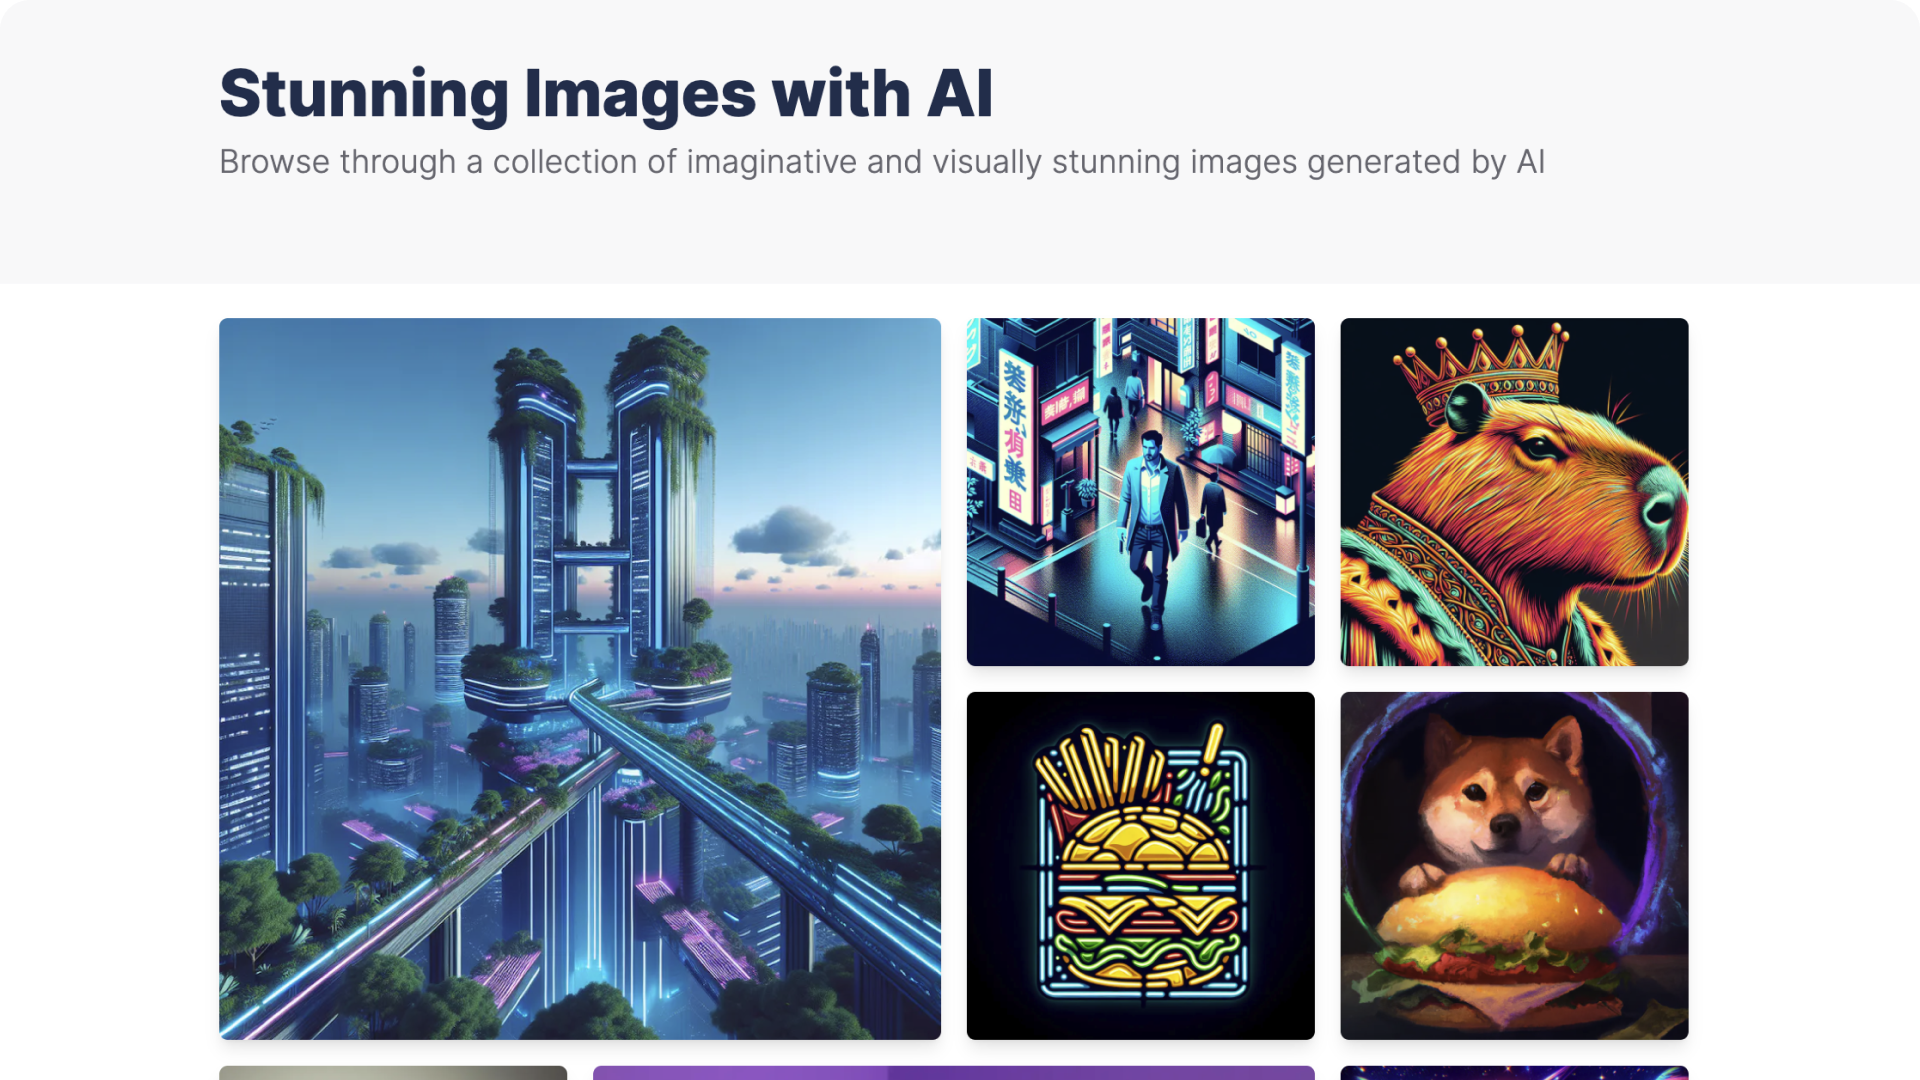 Stunning Images with AI
Browse through a collection of imaginative and visually stunning images generated by AI